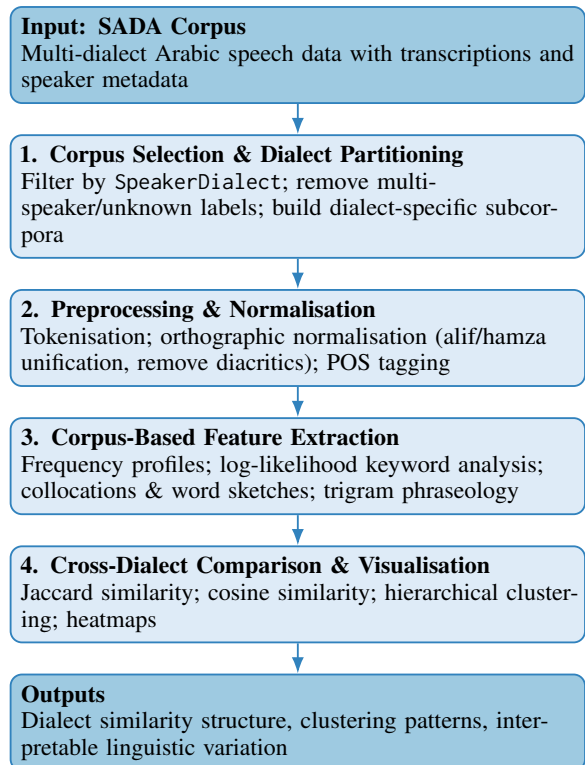 Input: SADA Corpus
Multi-dialect Arabic speech data with transcriptions and
speaker metadata
1. Corpus Selection & Dialect Partitioning
Filter by SpeakerDialect; remove multi-
speaker/unknown labels; build dialect-specific subcor-
pora
2. Preprocessing & Normalisation
Tokenisation; orthographic normalisation (alif/hamza
unification, remove diacritics); POS tagging
3. Corpus-Based Feature Extraction
Frequency profiles; log-likelihood keyword analysis;
collocations & word sketches; trigram phraseology
4. Cross-Dialect Comparison & Visualisation
Jaccard similarity; cosine similarity; hierarchical cluster-
ing; heatmaps
Outputs
Dialect similarity structure, clustering patterns, inter-
pretable linguistic variation